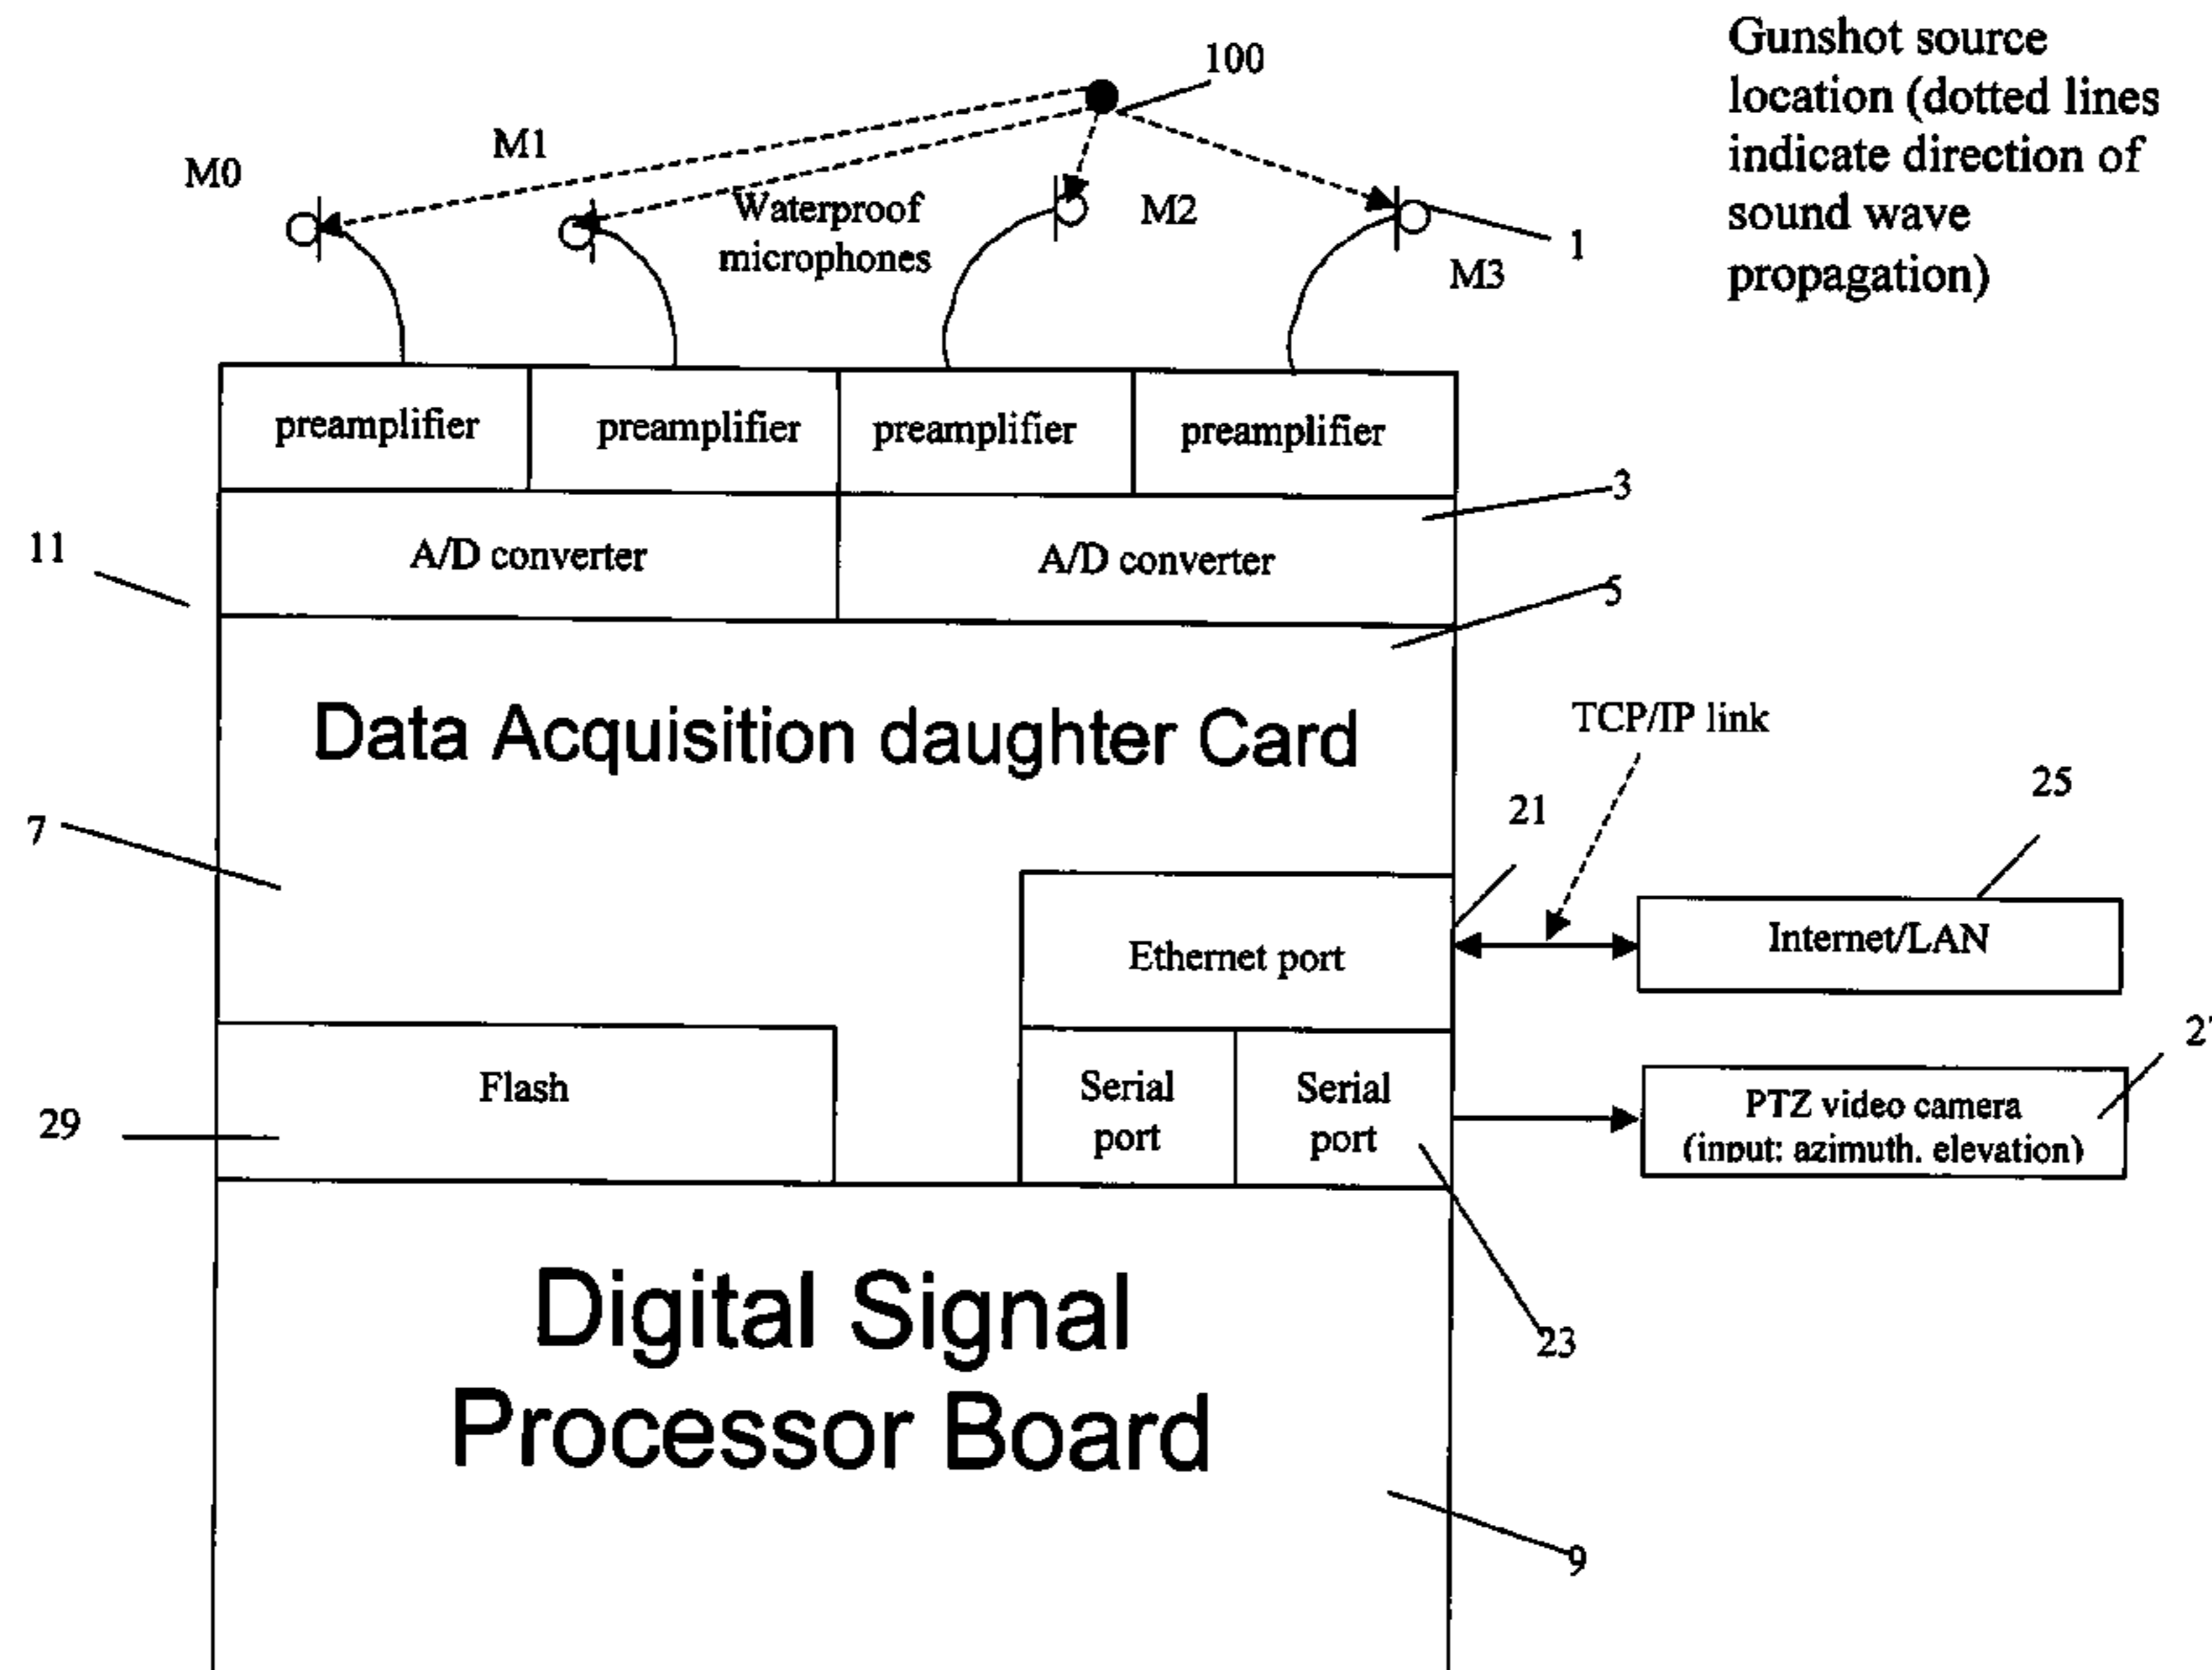 100
Gunshot source
location (dotted lines
indicate direction of
sound wave
propagation)
M0
M1
Waterproof
microphones
M2
M3
1
preamplifier
preamplifier
preamplifier
preamplifier
3
A/D converter
A/D converter
11
5
Data Acquisition daughter Card
TCP/IP link
7
21
25
Ethernet port
Internet/LAN
Flash
Serial
port
Serial
port
PTZ video camera
(input: azimuth, elevation)
29
23
Digital Signal
Processor Board
9